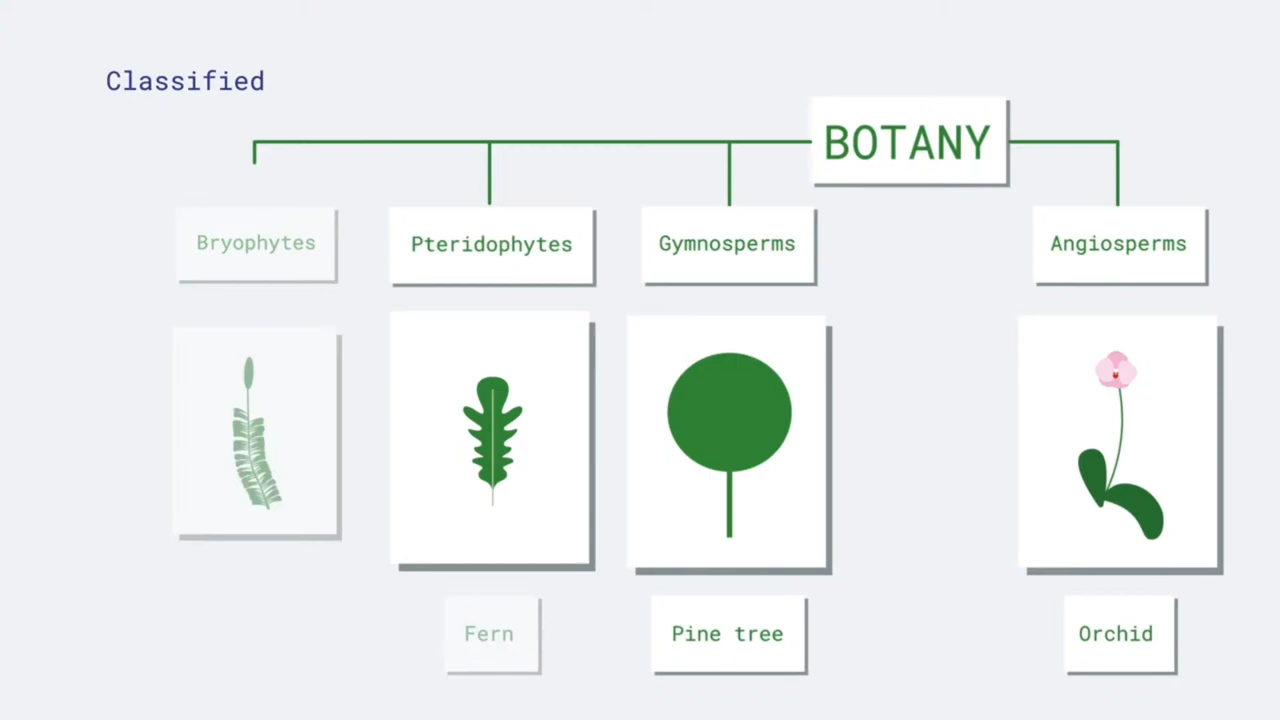 Classified
BOTANY
Bryophytes
Pteridophytes
Gymnosperms
Angiosperms
Fern
Pine tree
Orchid